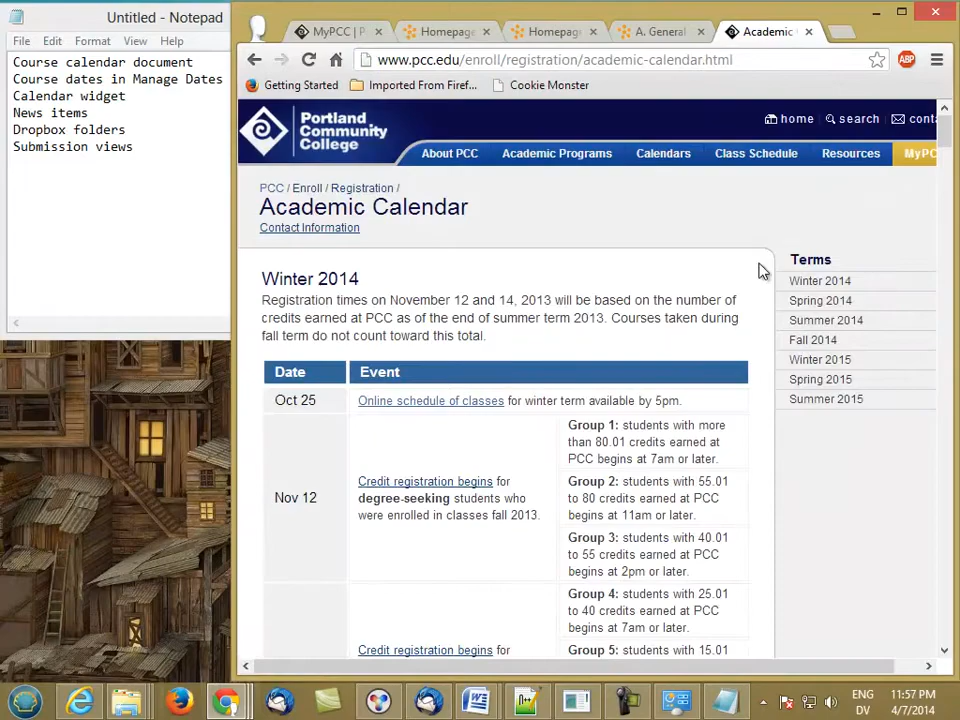 Untitled - Notepad
File Edit Format View Help
Course calendar document
Course dates in Manage Dates
Calendar widget
News items
Dropbox folders
Submission views
MyPCC | P
Homepage
Homepag
A. General
Academic
www.pcc.edu/enroll/registration/academic-calendar.html
ABP
Getting Started Imported From Firef... Cookie Monster
Portland
Community
College
home search conta
About PCC Academic Programs Calendars Class Schedule Resources MyPC
PCC / Enroll / Registration /
Academic Calendar
Contact Information
Winter 2014
Registration times on November 12 and 14, 2013 will be based on the number of
credits earned at PCC as of the end of summer term 2013. Courses taken during
fall term do not count toward this total.
Date Event
Oct 25 Online schedule of classes for winter term available by 5pm.
Nov 12
Credit registration begins for
degree-seeking students who
were enrolled in classes fall 2013.
Group 1: students with more
than 80.01 credits earned at
PCC begins at 7am or later.
Group 2: students with 55.01
to 80 credits earned at PCC
begins at 11am or later.
Group 3: students with 40.01
to 55 credits earned at PCC
begins at 2pm or later.
Group 4: students with 25.01
to 40 credits earned at PCC
begins at 7am or later.
Credit registration begins for
Group 5: students with 15.01
Terms
Winter 2014
Spring 2014
Summer 2014
Fall 2014
Winter 2015
Spring 2015
Summer 2015
ENG
DV
11:57 PM
4/7/2014